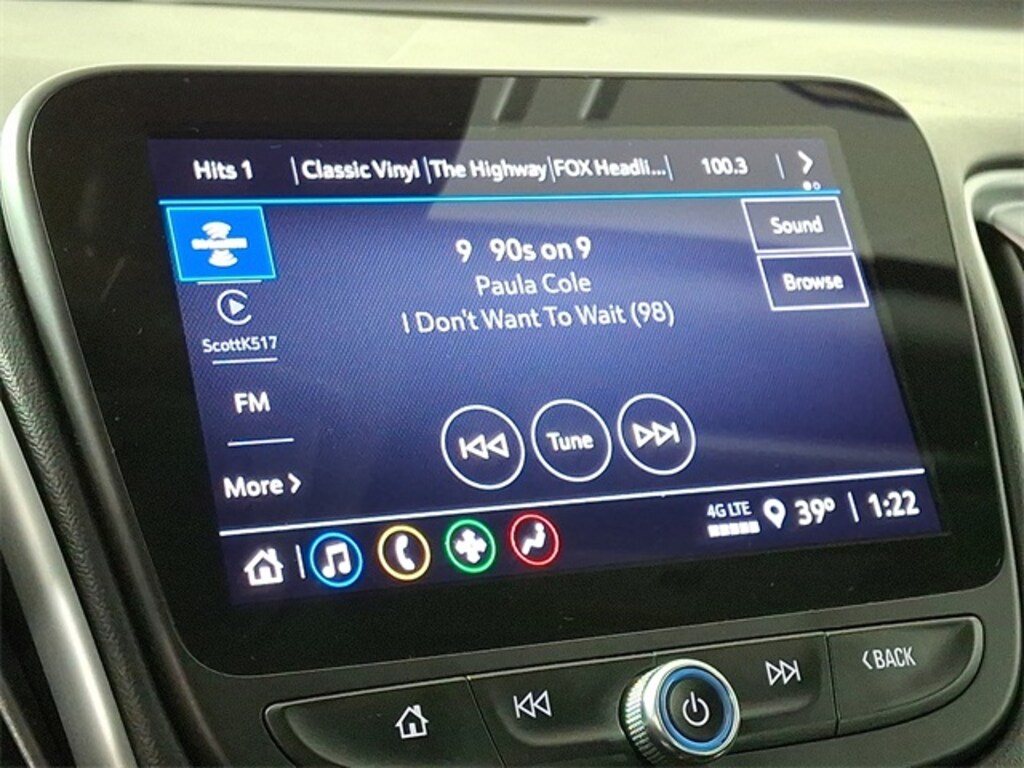 Hits 1 | Classic Vinyl | The Highway | FOX Headli... | 100.3 | >
Sound
9 90s on 9
Browse
Paula Cole
I Don't Want To Wait (98)
ScottK517
FM
Tune
More >
4G LTE 39° | 1:22
< BACK